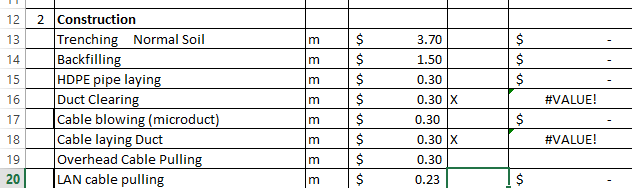 12 2 Construction
13 Trenching Normal Soil m $ 3.70 $ -
14 Backfilling m $ 1.50 $ -
15 HDPE pipe laying m $ 0.30 $ -
16 Duct Clearing m $ 0.30 X #VALUE!
17 Cable blowing (microduct) m $ 0.30 $ -
18 Cable laying Duct m $ 0.30 X #VALUE!
19 Overhead Cable Pulling m $ 0.30
20 LAN cable pulling m $ 0.23 $ -